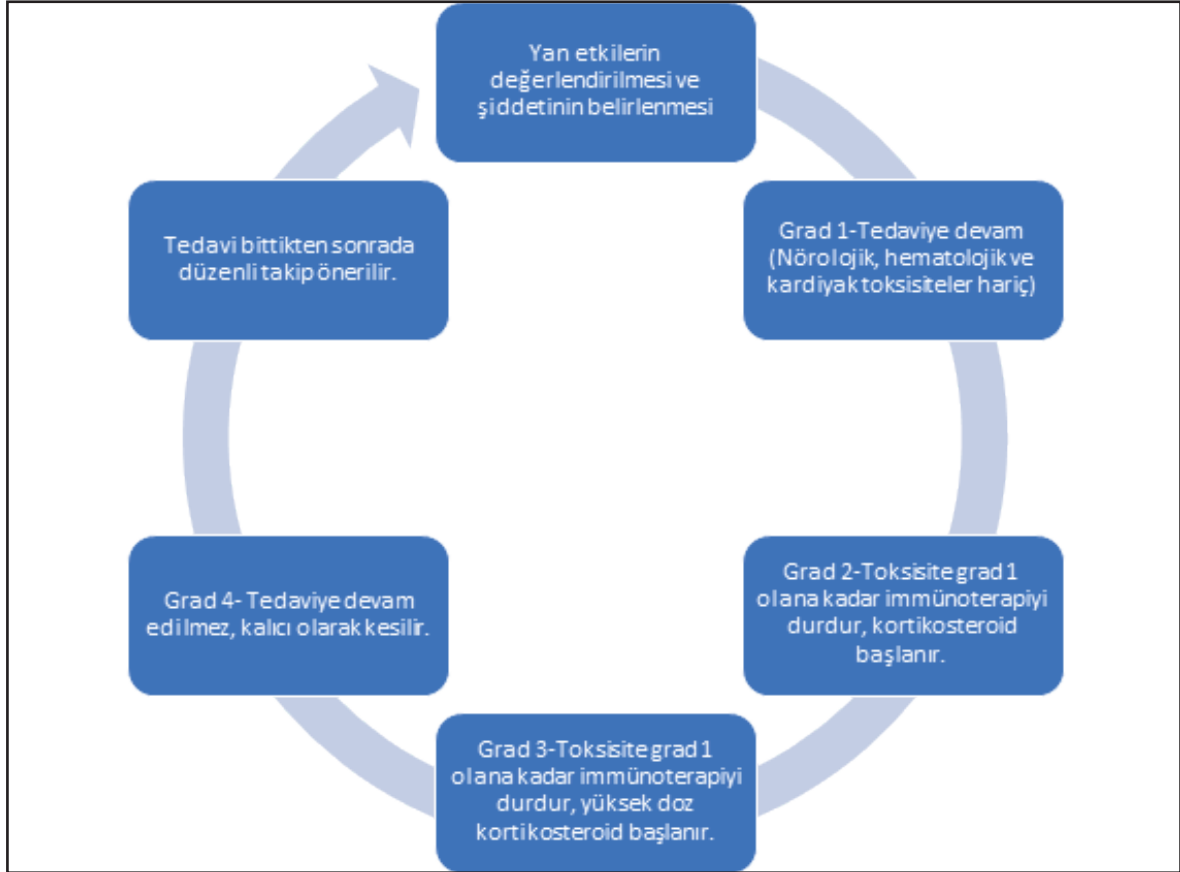 Yan etkilerin
değerlendirilmesi ve
şiddetinin belirlenmesi
Grad 1-Tedaviye devam
(Nörolojik, hematolojik ve
kardiyak toksisiteler hariç)
Grad 2-Toksisite grad 1
olana kadar immünoterapiyi
durdur, kortikosteroid
başlanır.
Grad 3-Toksisite grad 1
olana kadar immünoterapiyi
durdur, yüksek doz
kortikosteroid başlanır.
Grad 4- Tedaviye devam
edilmez, kalıcı olarak kesilir.
Tedavi bittikten sonrada
düzenli takip önerilir.